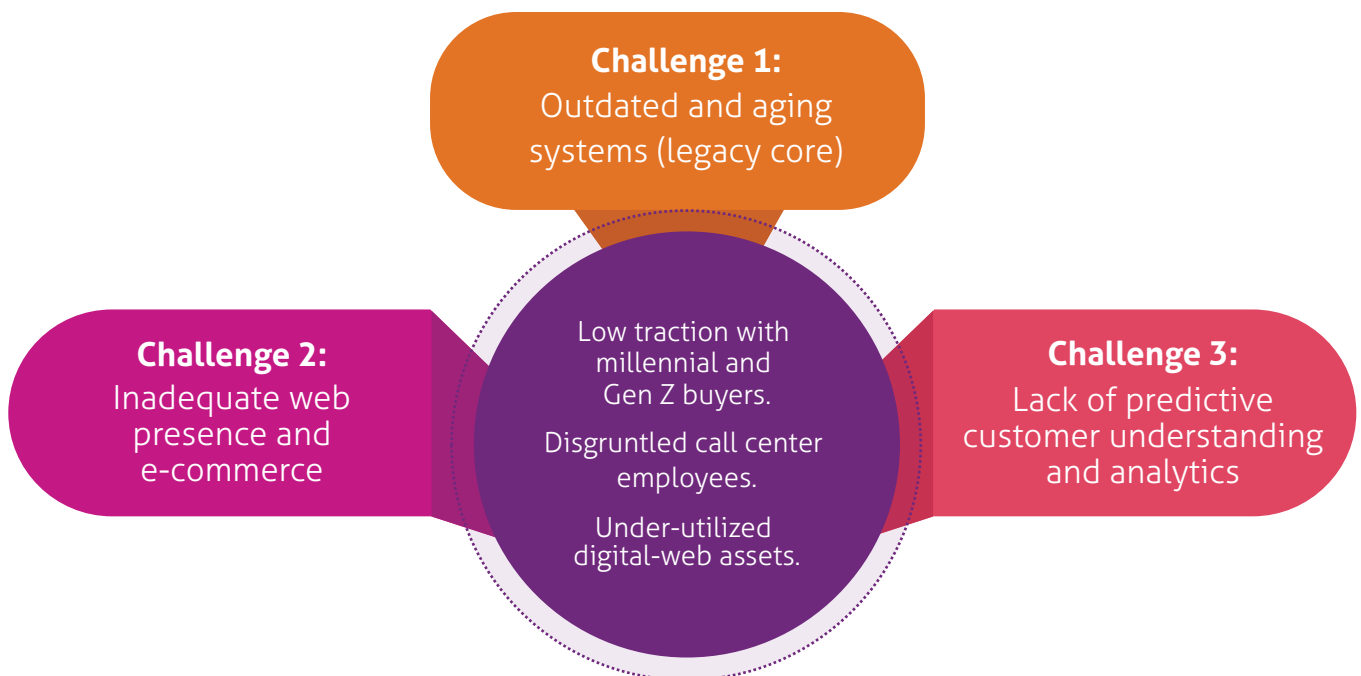 Challenge 1:
Outdated and aging
systems (legacy core)
Challenge 2:
Inadequate web
presence and
e-commerce
Low traction with
millennial and
Gen Z buyers.
Disgruntled call center
employees.
Under-utilized
digital-web assets.
Challenge 3:
Lack of predictive
customer understanding
and analytics